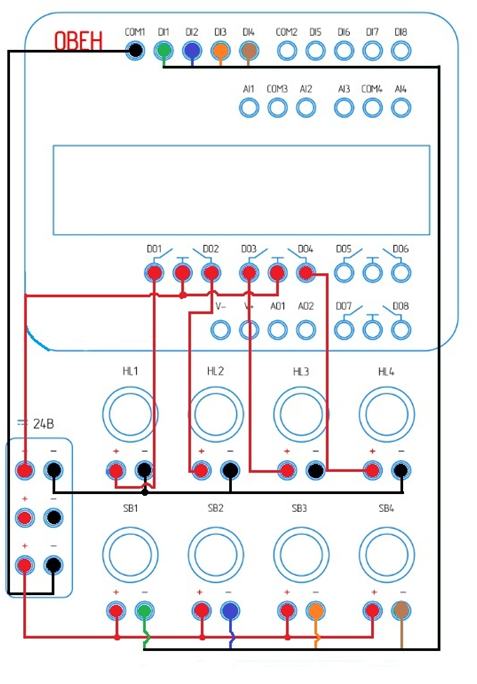 ОВЕН COM1 DI1 DI2 DI3 DI4 COM2 DI5 DI6 DI7 DI8
AI1 COM3 AI2 AI3 COM4 AI4
DO1 DO2 DO3 DO4 DO5 DO6
V- V+ AO1 AO2 DO7 DO8
HL1 HL2 HL3 HL4
24В
+ - + - + - + - + -
+ -
SB1 SB2 SB3 SB4
+ -
+ - + - + - + -